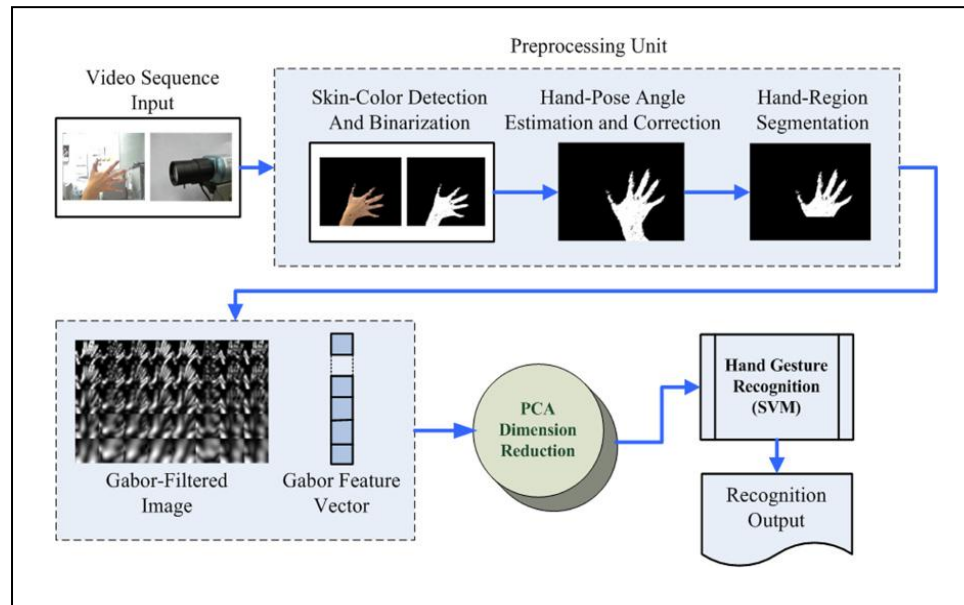 Preprocessing Unit
Video Sequence
Input
Skin-Color Detection
And Binarization
Hand-Pose Angle
Estimation and Correction
Hand-Region
Segmentation
Gabor-Filtered
Image
Gabor Feature
Vector
PCA
Dimension
Reduction
Hand Gesture
Recognition
(SVM)
Recognition
Output